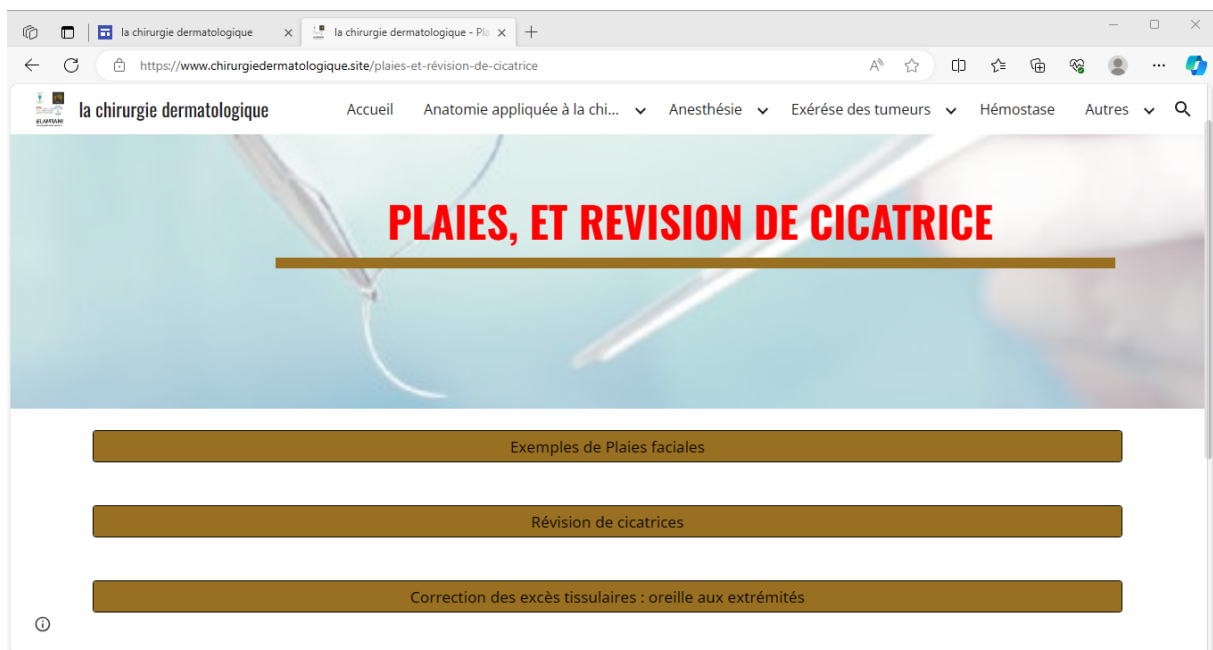 la chirurgie dermatologique
la chirurgie dermatologique - Pla
https://www.chirurgiedermatologique.site/plaies-et-révision-de-cicatrice
ELAMRANI
la chirurgie dermatologique
Accueil
Anatomie appliquée à la chi...
Anesthésie
Exérése des tumeurs
Hémostase
Autres
PLAIES, ET REVISION DE CICATRICE
Exemples de Plaies faciales
Révision de cicatrices
Correction des excès tissulaires : oreille aux extrémités